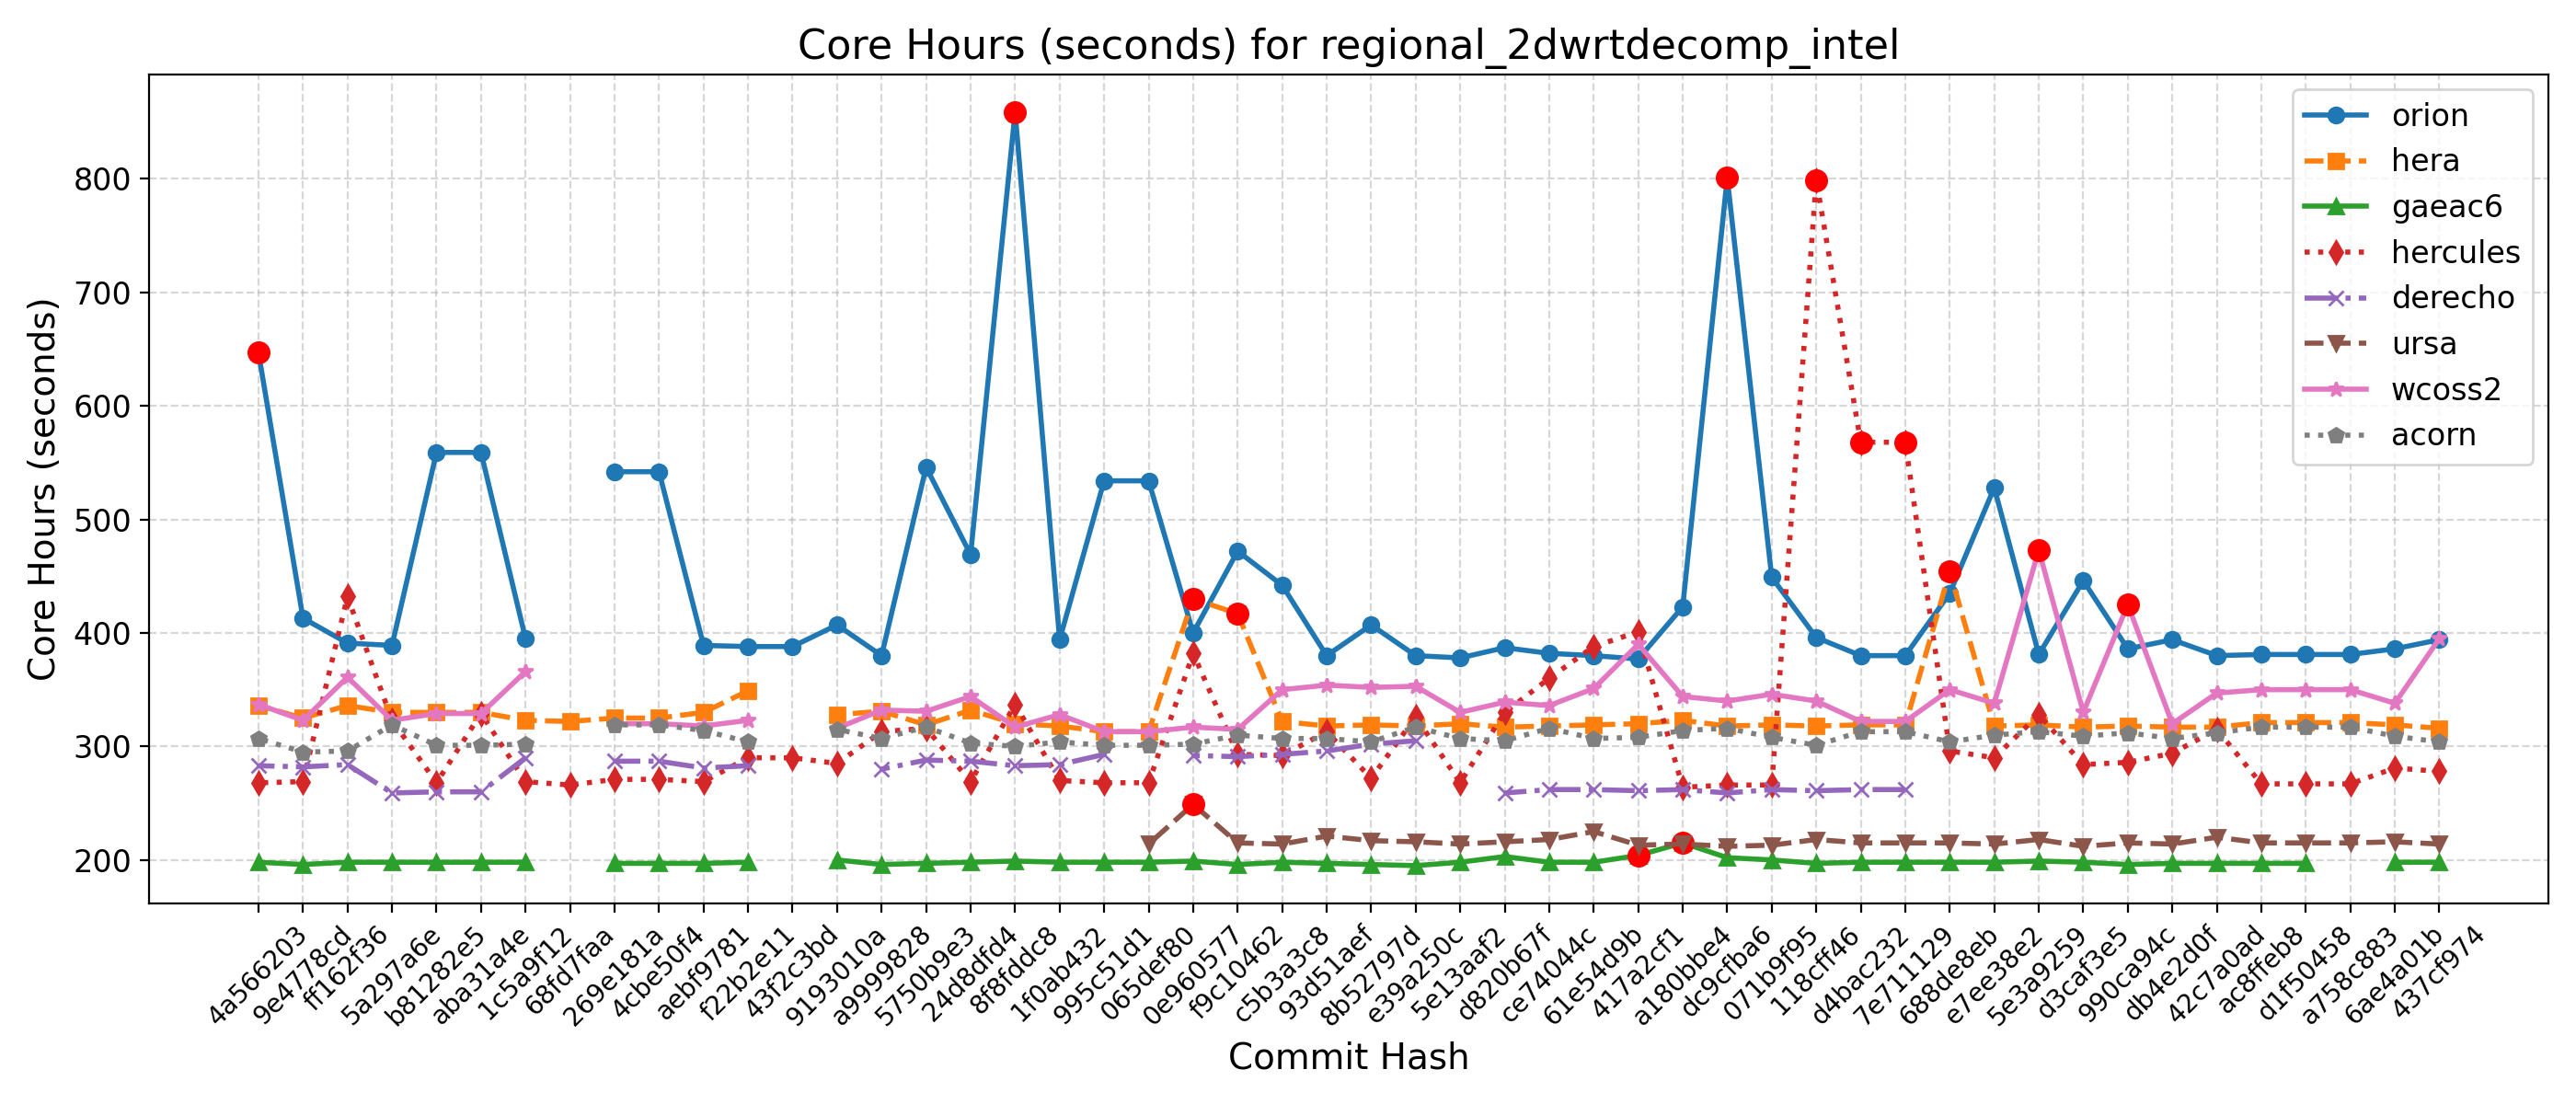 Core Hours (seconds) for regional_2dwrtdecomp_intel
Core Hours (seconds)
800
700
600
500
400
300
200
orion
hera
gaeac6
hercules
derecho
ursa
wcoss2
acorn
4a566203
9e4778cd
ff162f36
5a297a6e
b81282e5
aba31a4e
1c5a9f12
68fd7faa
269e181a
4cbe50f4
aebf9781
f22b2e11
43f2c3bd
9193010a
a9999828
5750b9e3
24d8dfd4
8f8fddc8
1f0ab432
995c51d1
065def80
0e960577
f9c10462
c5b3a3c8
93d51aef
8b52797d
e39a250c
5e13aaf2
d820b67f
ce74044c
61e54d9b
417a2cf1
a180bbe4
dc9cfba6
071b9f95
118cff46
d4bac232
7e711129
688de8eb
e7ee38e2
5e3a9259
d3caf3e5
990ca94c
db4e2d0f
42c7a0ad
ac8ffeb8
d1f50458
a758c883
6ae4a01b
437cf974
Commit Hash